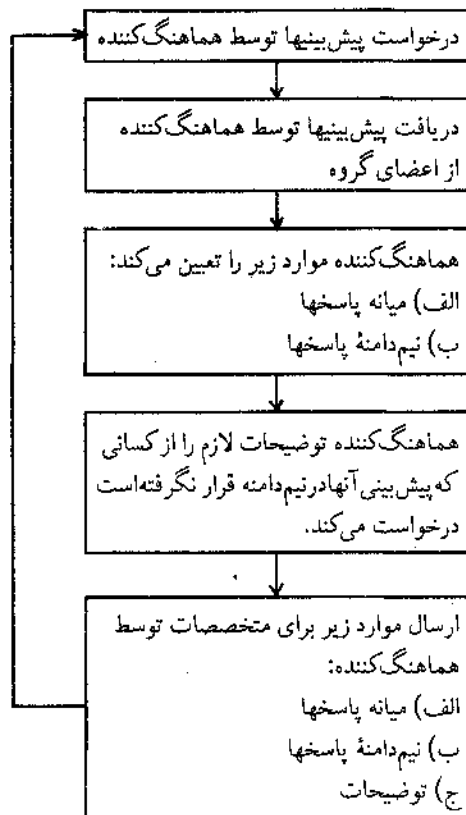 درخواست پیش‌بینیها توسط هماهنگ‌کننده
دریافت پیش‌بینیها توسط هماهنگ‌کننده
از اعضای گروه
هماهنگ‌کننده موارد زیر را تعیین می‌کند:
الف) میانه پاسخها
ب) نیم‌دامنهٔ پاسخها
هماهنگ‌کننده توضیحات لازم را از کسانی
که پیش‌بینی آنها در نیم‌دامنه قرار نگرفته‌است
درخواست می‌کند.
ارسال موارد زیر برای متخصصات توسط
هماهنگ‌کننده:
الف) میانه پاسخها
ب) نیم‌دامنهٔ پاسخها
ج) توضیحات